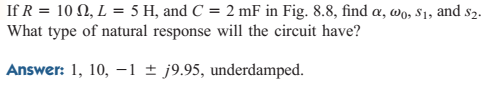 If R = 10 Ω, L = 5 H, and C = 2 mF in Fig. 8.8, find α, ω₀, s₁, and s₂.
What type of natural response will the circuit have?
Answer: 1, 10, −1 ± j9.95, underdamped.